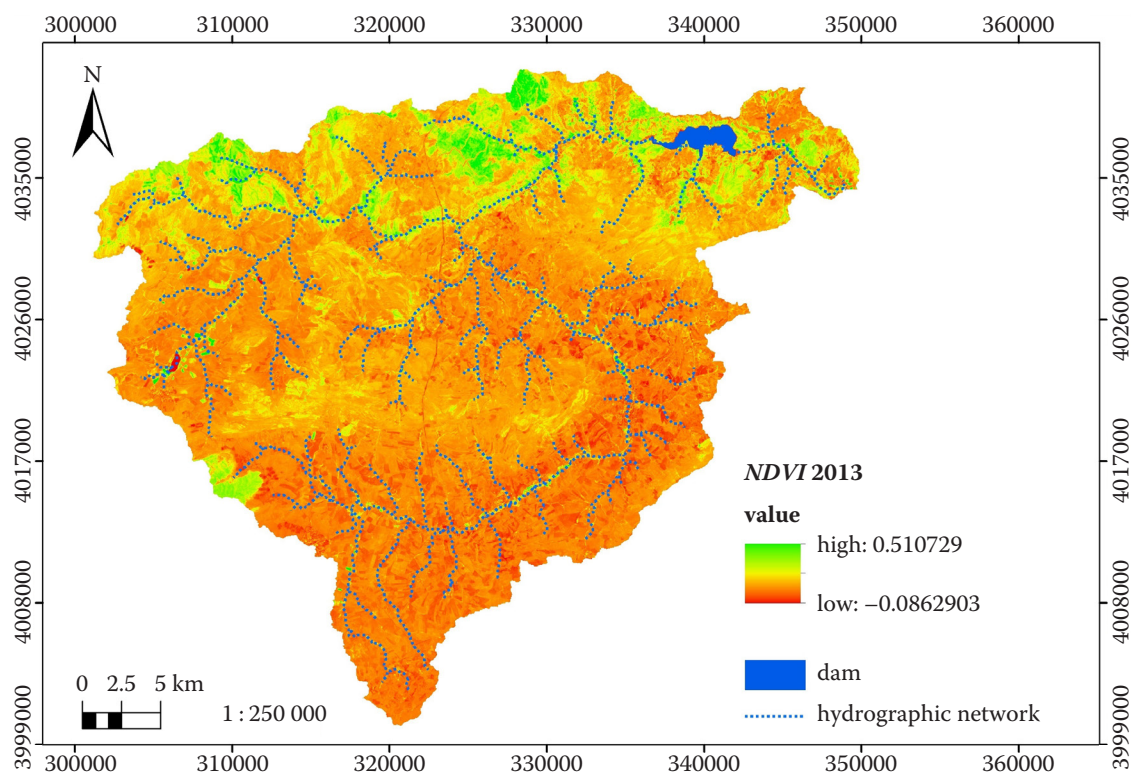 300000 310000 320000 330000 340000 350000 360000
N
4035000 4035000
4026000 4026000
4017000 4017000
NDVI 2013
value
high: 0.510729
low: –0.0862903
4008000 4008000
dam
0 2.5 5 km
1 : 250 000
hydrographic network
3999000 3999000
300000 310000 320000 330000 340000 350000 360000